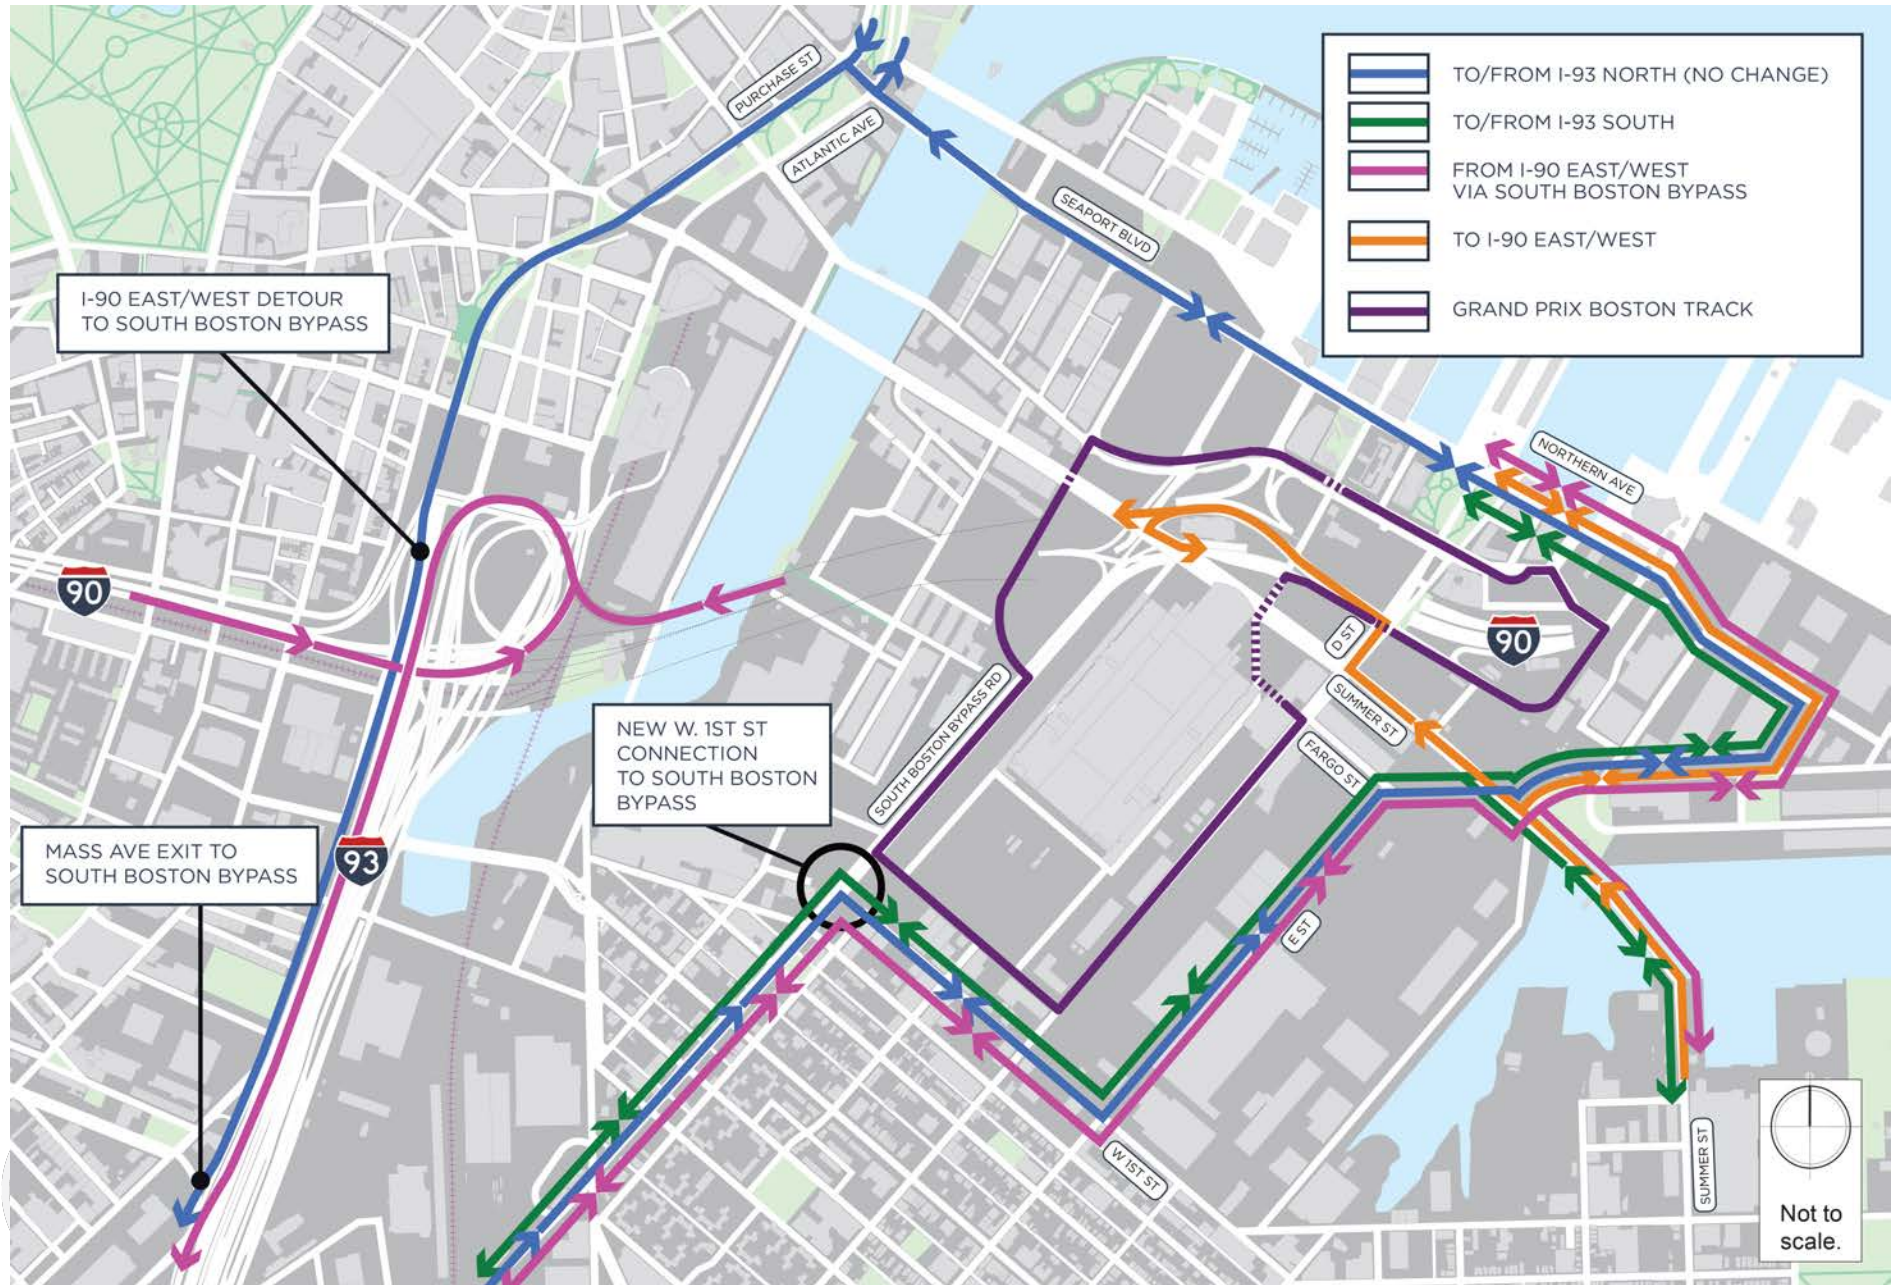 PURCHASE ST
ATLANTIC AVE
SEAPORT BLVD
TO/FROM I-93 NORTH (NO CHANGE)
TO/FROM I-93 SOUTH
FROM I-90 EAST/WEST
VIA SOUTH BOSTON BYPASS
TO I-90 EAST/WEST
GRAND PRIX BOSTON TRACK
I-90 EAST/WEST DETOUR
TO SOUTH BOSTON BYPASS
NORTHERN AVE
90
90
D ST
SUMMER ST
SOUTH BOSTON BYPASS RD
FARGO ST
NEW W. 1ST ST
CONNECTION
TO SOUTH BOSTON
BYPASS
MASS AVE EXIT TO
SOUTH BOSTON BYPASS
93
E ST
W 1ST ST
SUMMER ST
Not to
scale.